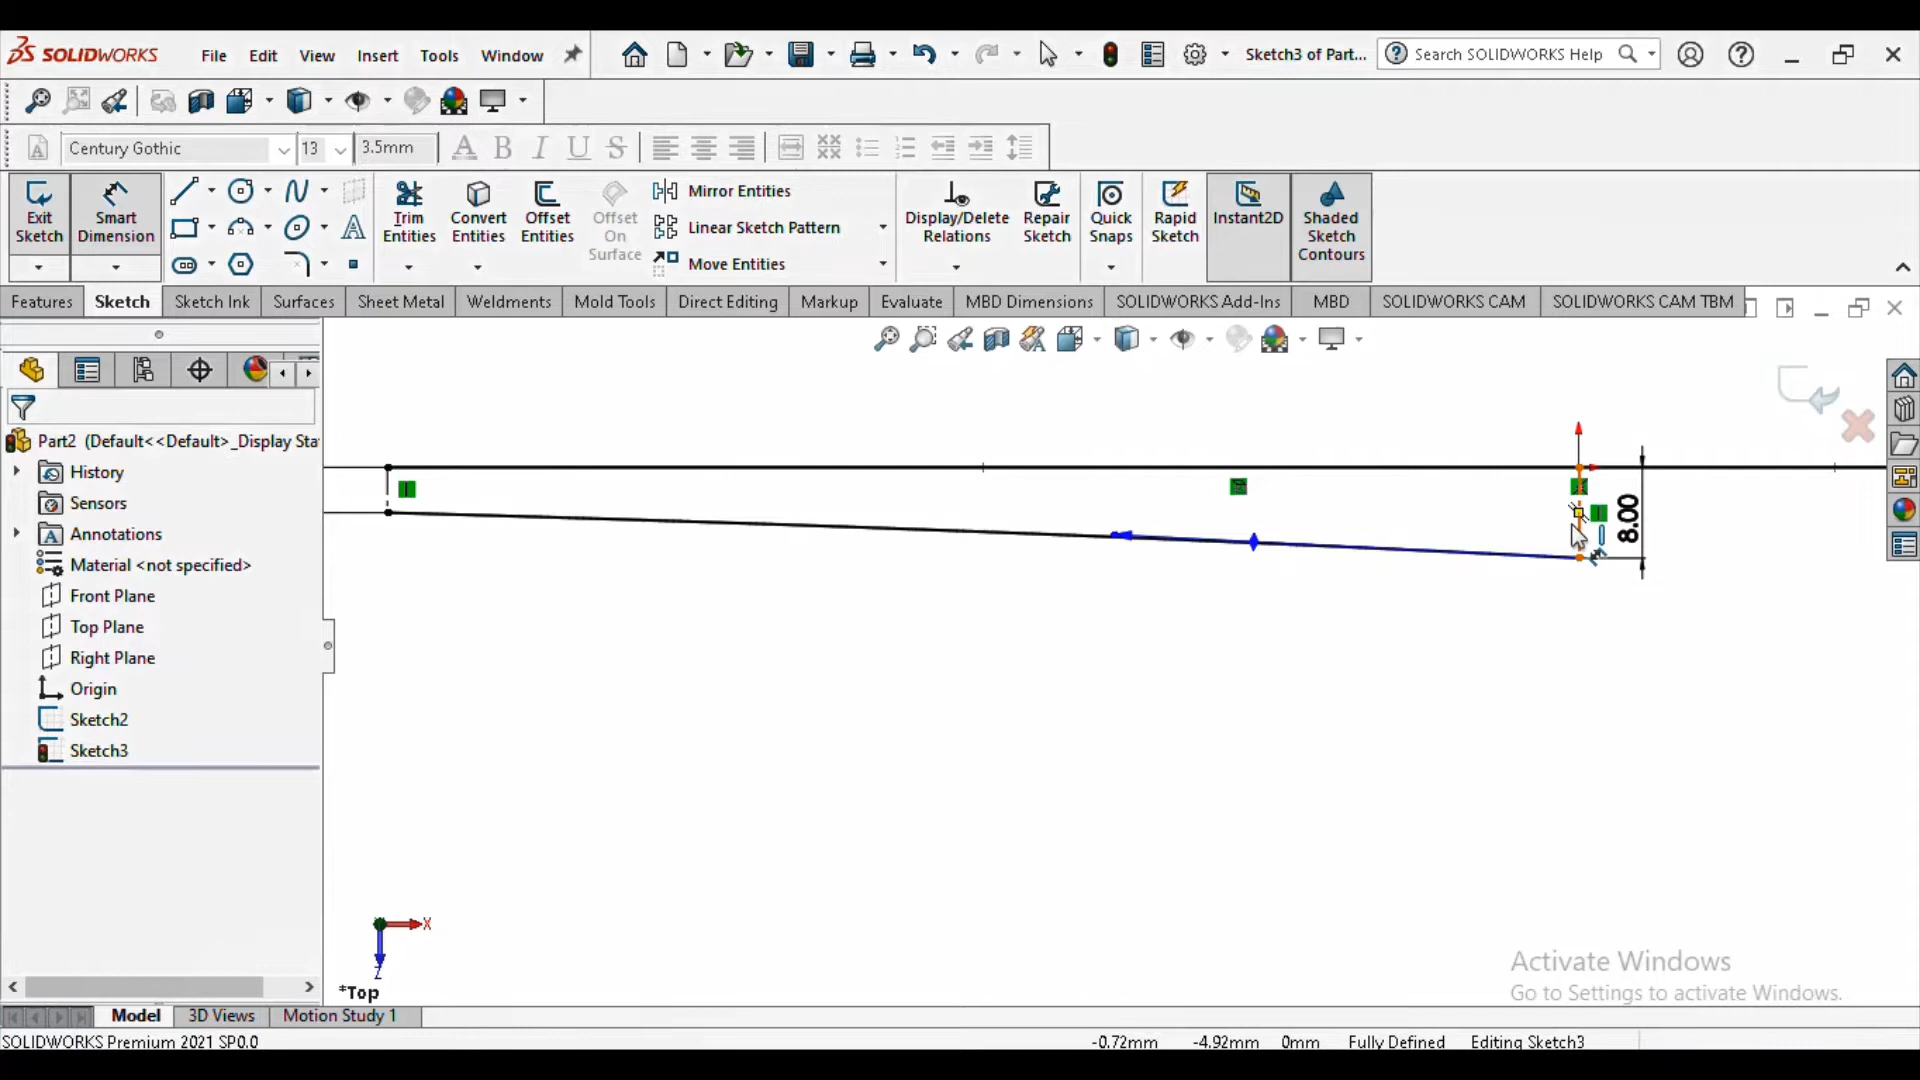 SOLIDWORKS File Edit View Insert Tools Window Sketch3 of Part... Search SOLIDWORKS Help
Century Gothic 13 3.5mm A B I U S
Exit Sketch Smart Dimension Trim Entities Convert Entities Offset Entities Offset On Surface Mirror Entities Linear Sketch Pattern Move Entities Display/Delete Relations Repair Sketch Quick Snaps Rapid Sketch Instant2D Shaded Sketch Contours
Features Sketch Sketch Ink Surfaces Sheet Metal Weldments Mold Tools Direct Editing Markup Evaluate MBD Dimensions SOLIDWORKS Add-Ins MBD SOLIDWORKS CAM SOLIDWORKS CAM TBM
Part2 (Default<<Default>_Display Sta
History
Sensors
Annotations
Material <not specified>
Front Plane
Top Plane
Right Plane
Origin
Sketch2
Sketch3
8.00
X
Z
*Top
Activate Windows
Go to Settings to activate Windows.
Model 3D Views Motion Study 1
SOLIDWORKS Premium 2021 SP0.0 -0.72mm -4.92mm 0mm Fully Defined Editing Sketch3